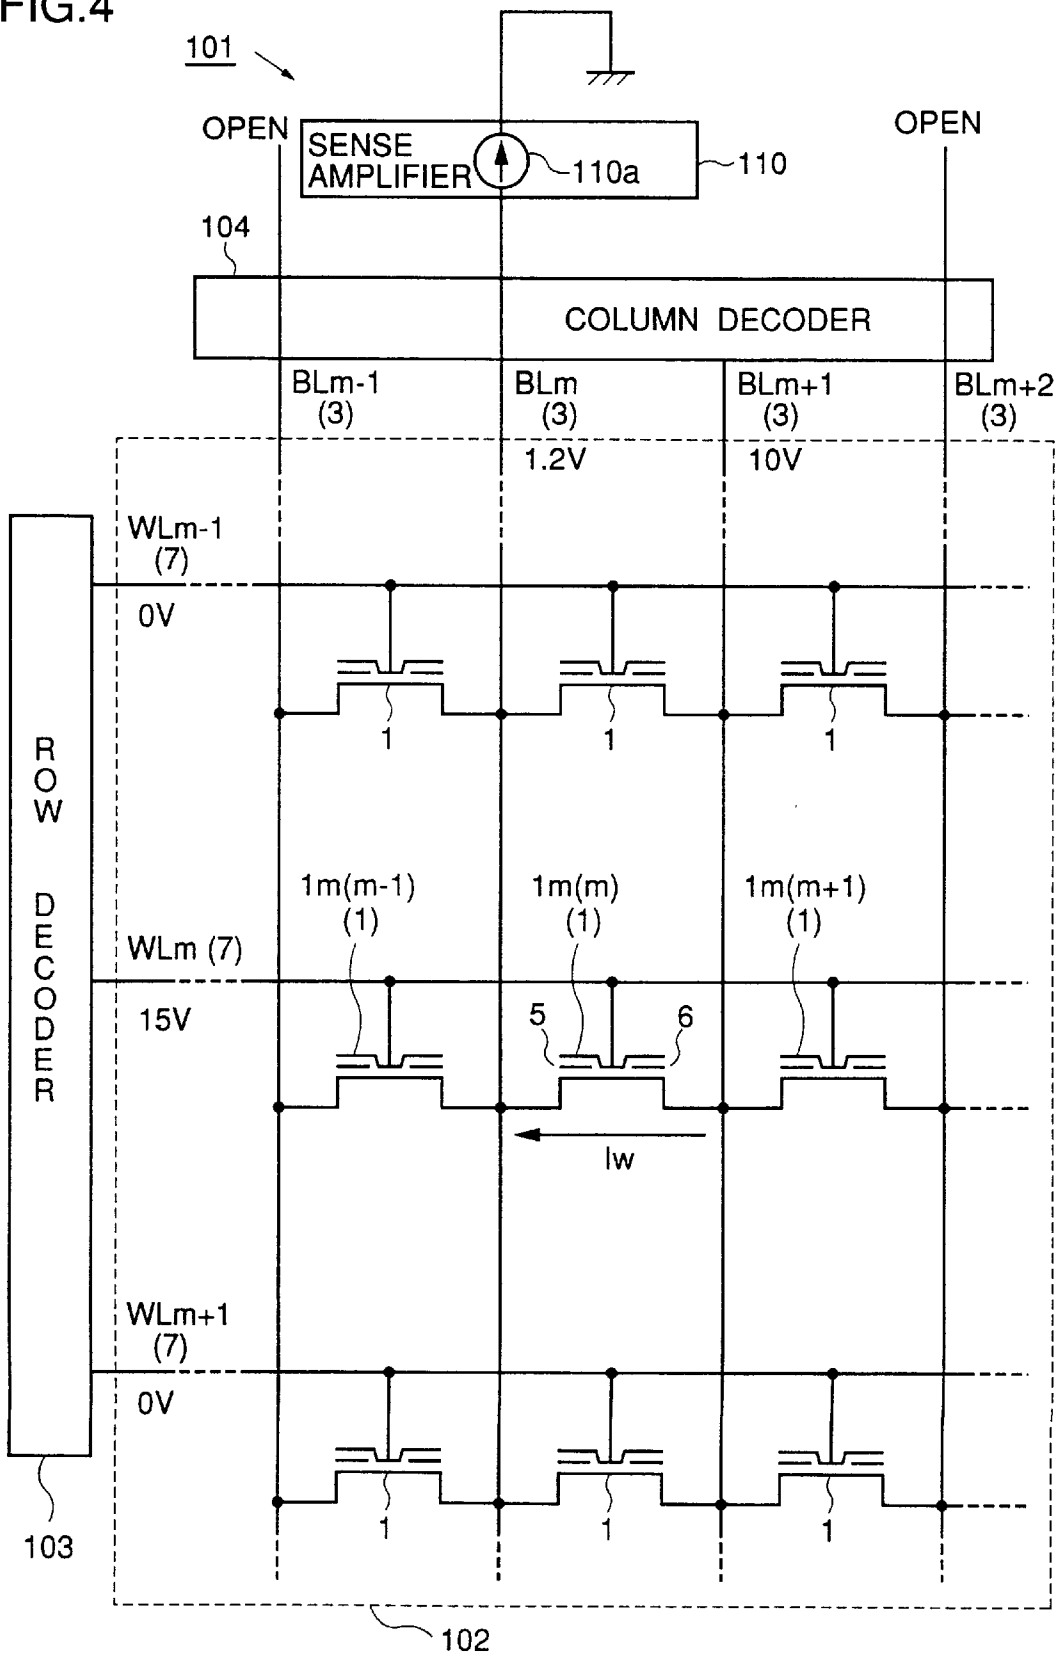 FIG.4
101
OPEN
SENSE
AMPLIFIER
110a
110
OPEN
104
COLUMN DECODER
BLm-1
(3)
BLm
(3)
BLm+1
(3)
BLm+2
(3)
1.2V
10V
WLm-1
(7)
0V
1
1
1
ROW DECODER
1m(m-1)
(1)
1m(m)
(1)
1m(m+1)
(1)
WLm (7)
15V
5
6
Iw
WLm+1
(7)
0V
1
1
1
103
102